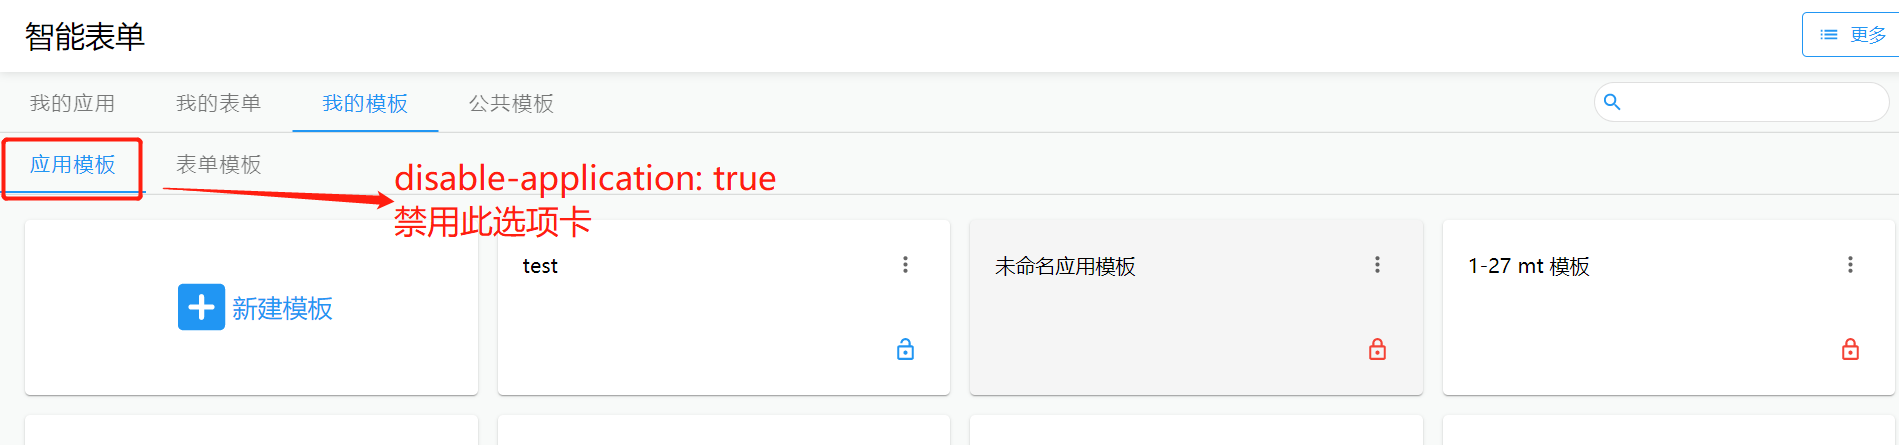 智能表单
更多
我的应用 我的表单 我的模板 公共模板
应用模板 表单模板
disable-application: true
禁用此选项卡
新建模板
test
未命名应用模板
1-27 mt 模板